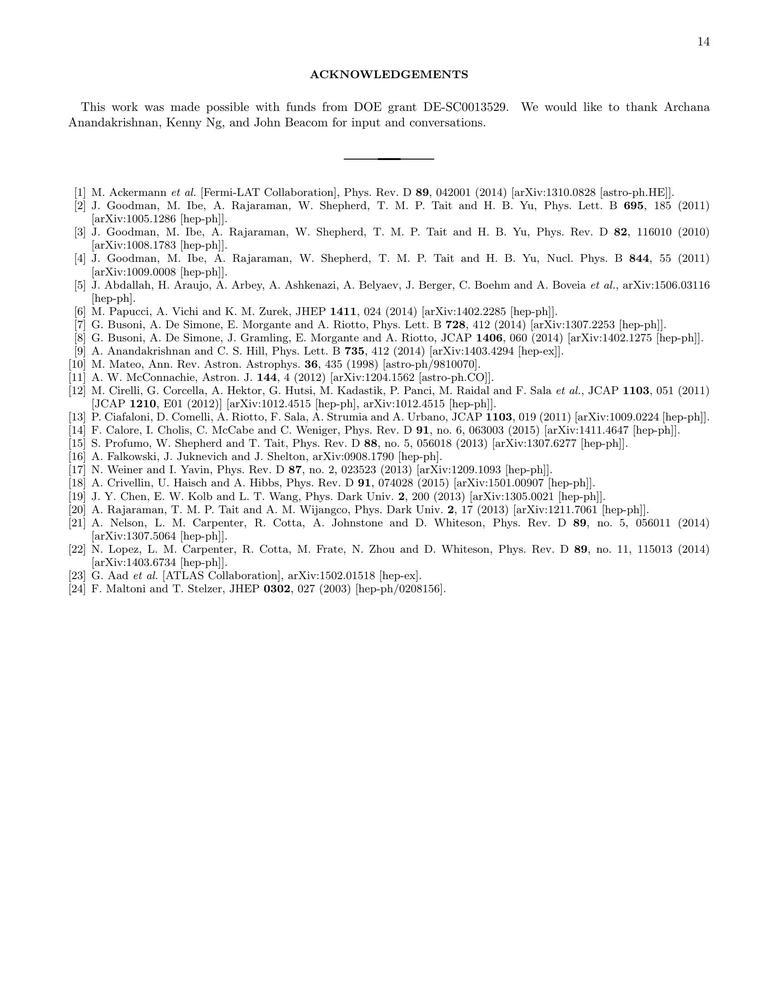 14
ACKNOWLEDGEMENTS
This work was made possible with funds from DOE grant DE-SC0013529. We would like to thank Archana
Anandakrishnan, Kenny Ng, and John Beacom for input and conversations.
[1] M. Ackermann et al. [Fermi-LAT Collaboration], Phys. Rev. D 89, 042001 (2014) [arXiv:1310.0828 [astro-ph.HE]].
[2] J. Goodman, M. Ibe, A. Rajaraman, W. Shepherd, T. M. P. Tait and H. B. Yu, Phys. Lett. B 695, 185 (2011)
[arXiv:1005.1286 [hep-ph]].
[3] J. Goodman, M. Ibe, A. Rajaraman, W. Shepherd, T. M. P. Tait and H. B. Yu, Phys. Rev. D 82, 116010 (2010)
[arXiv:1008.1783 [hep-ph]].
[4] J. Goodman, M. Ibe, A. Rajaraman, W. Shepherd, T. M. P. Tait and H. B. Yu, Nucl. Phys. B 844, 55 (2011)
[arXiv:1009.0008 [hep-ph]].
[5] J. Abdallah, H. Araujo, A. Arbey, A. Ashkenazi, A. Belyaev, J. Berger, C. Boehm and A. Boveia et al., arXiv:1506.03116
[hep-ph].
[6] M. Papucci, A. Vichi and K. M. Zurek, JHEP 1411, 024 (2014) [arXiv:1402.2285 [hep-ph]].
[7] G. Busoni, A. De Simone, E. Morgante and A. Riotto, Phys. Lett. B 728, 412 (2014) [arXiv:1307.2253 [hep-ph]].
[8] G. Busoni, A. De Simone, J. Gramling, E. Morgante and A. Riotto, JCAP 1406, 060 (2014) [arXiv:1402.1275 [hep-ph]].
[9] A. Anandakrishnan and C. S. Hill, Phys. Lett. B 735, 412 (2014) [arXiv:1403.4294 [hep-ex]].
[10] M. Mateo, Ann. Rev. Astron. Astrophys. 36, 435 (1998) [astro-ph/9810070].
[11] A. W. McConnachie, Astron. J. 144, 4 (2012) [arXiv:1204.1562 [astro-ph.CO]].
[12] M. Cirelli, G. Corcella, A. Hektor, G. Hutsi, M. Kadastik, P. Panci, M. Raidal and F. Sala et al., JCAP 1103, 051 (2011)
[JCAP 1210, E01 (2012)] [arXiv:1012.4515 [hep-ph], arXiv:1012.4515 [hep-ph]].
[13] P. Ciafaloni, D. Comelli, A. Riotto, F. Sala, A. Strumia and A. Urbano, JCAP 1103, 019 (2011) [arXiv:1009.0224 [hep-ph]].
[14] F. Calore, I. Cholis, C. McCabe and C. Weniger, Phys. Rev. D 91, no. 6, 063003 (2015) [arXiv:1411.4647 [hep-ph]].
[15] S. Profumo, W. Shepherd and T. Tait, Phys. Rev. D 88, no. 5, 056018 (2013) [arXiv:1307.6277 [hep-ph]].
[16] A. Falkowski, J. Juknevich and J. Shelton, arXiv:0908.1790 [hep-ph].
[17] N. Weiner and I. Yavin, Phys. Rev. D 87, no. 2, 023523 (2013) [arXiv:1209.1093 [hep-ph]].
[18] A. Crivellin, U. Haisch and A. Hibbs, Phys. Rev. D 91, 074028 (2015) [arXiv:1501.00907 [hep-ph]].
[19] J. Y. Chen, E. W. Kolb and L. T. Wang, Phys. Dark Univ. 2, 200 (2013) [arXiv:1305.0021 [hep-ph]].
[20] A. Rajaraman, T. M. P. Tait and A. M. Wijangco, Phys. Dark Univ. 2, 17 (2013) [arXiv:1211.7061 [hep-ph]].
[21] A. Nelson, L. M. Carpenter, R. Cotta, A. Johnstone and D. Whiteson, Phys. Rev. D 89, no. 5, 056011 (2014)
[arXiv:1307.5064 [hep-ph]].
[22] N. Lopez, L. M. Carpenter, R. Cotta, M. Frate, N. Zhou and D. Whiteson, Phys. Rev. D 89, no. 11, 115013 (2014)
[arXiv:1403.6734 [hep-ph]].
[23] G. Aad et al. [ATLAS Collaboration], arXiv:1502.01518 [hep-ex].
[24] F. Maltoni and T. Stelzer, JHEP 0302, 027 (2003) [hep-ph/0208156].